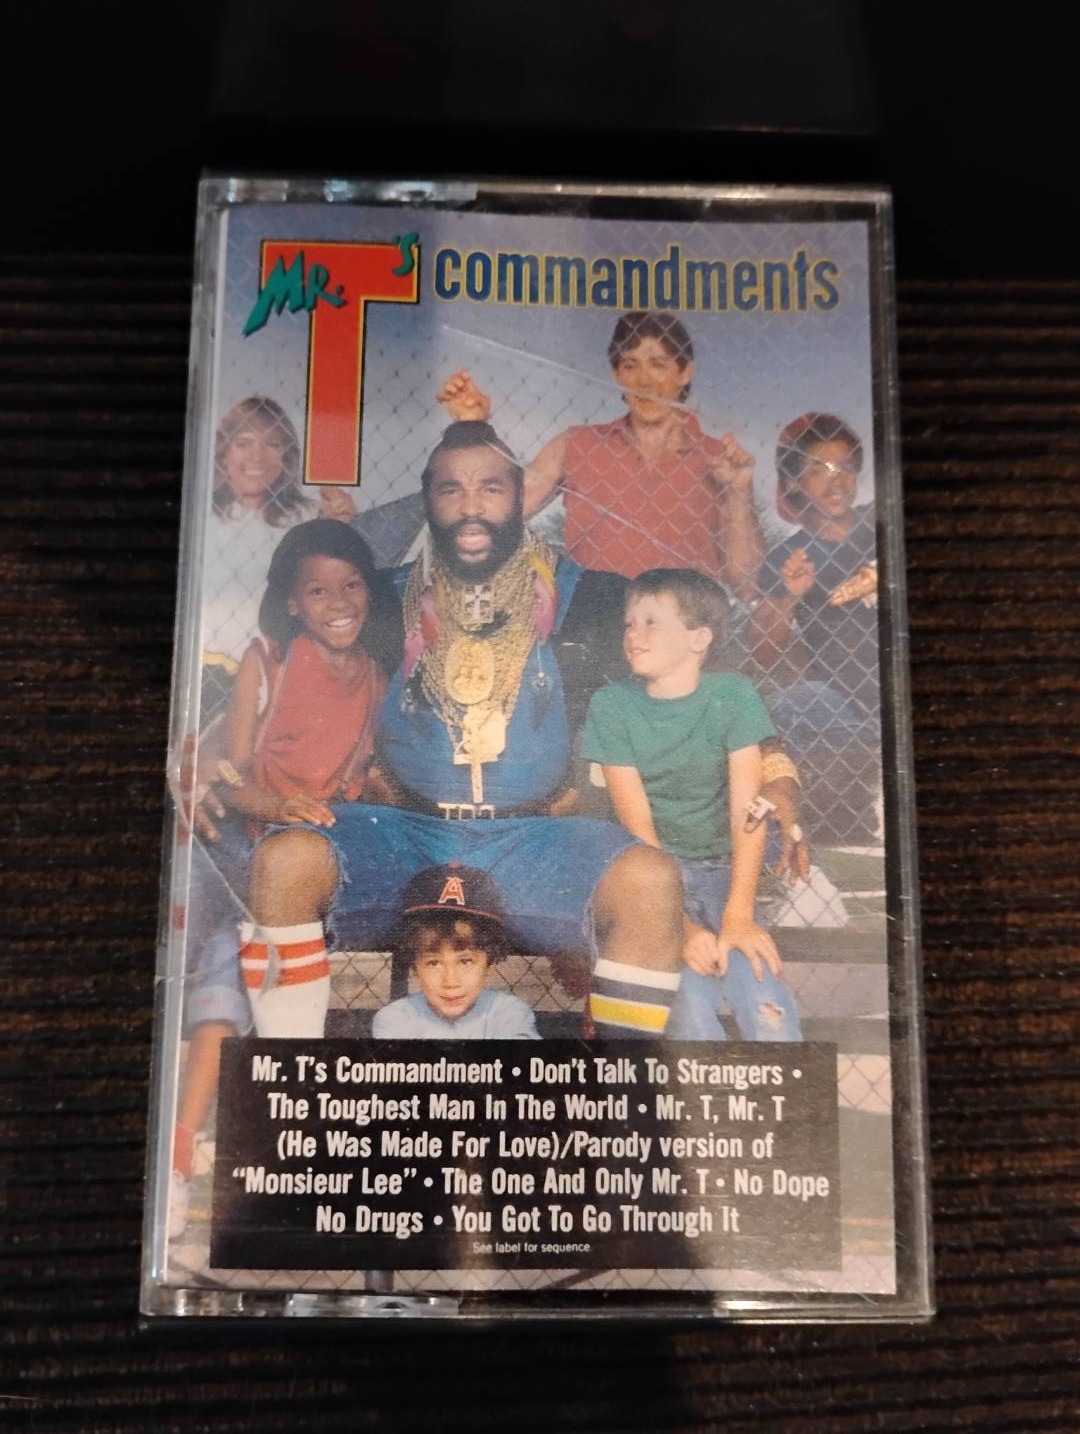 Mr. T's commandments
A
Mr. T's Commandment • Don't Talk To Strangers •
The Toughest Man In The World • Mr. T, Mr. T
(He Was Made For Love)/Parody version of
“Monsieur Lee” • The One And Only Mr. T • No Dope
No Drugs • You Got To Go Through It
See label for sequence.